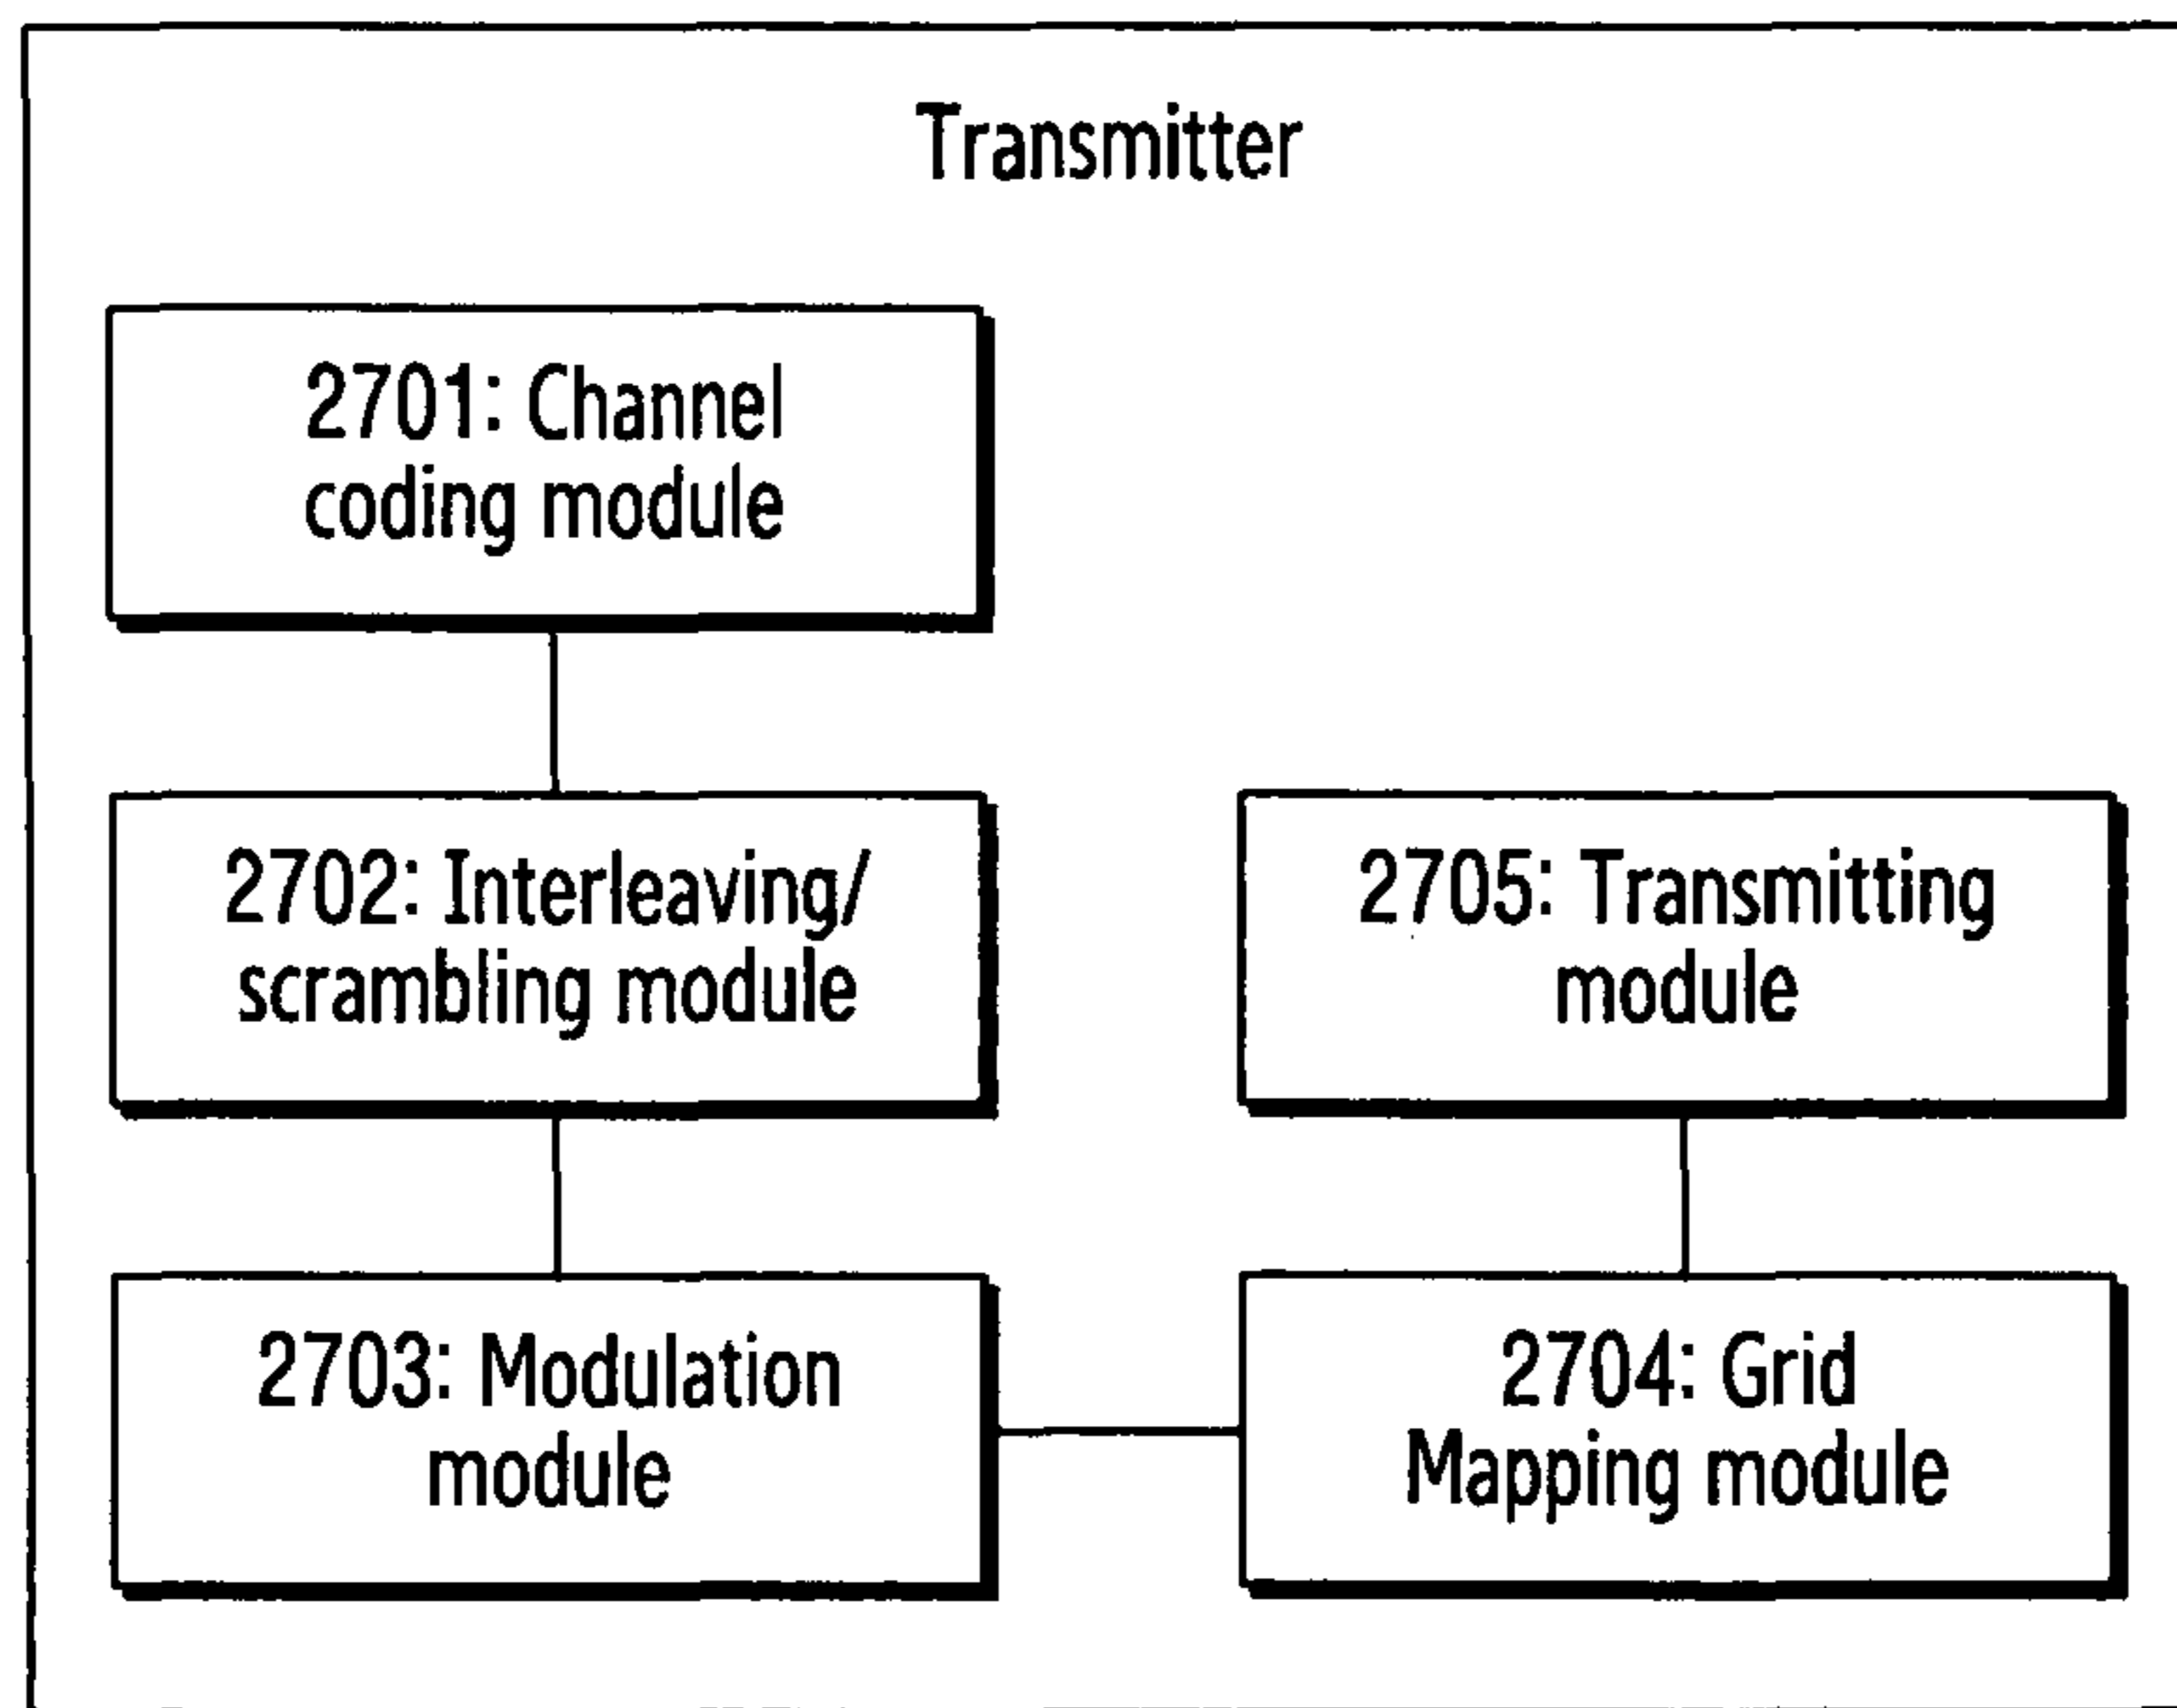 Transmitter
2701: Channel
coding module
2702: Interleaving/
scrambling module
2705: Transmitting
module
2703: Modulation
module
2704: Grid
Mapping module